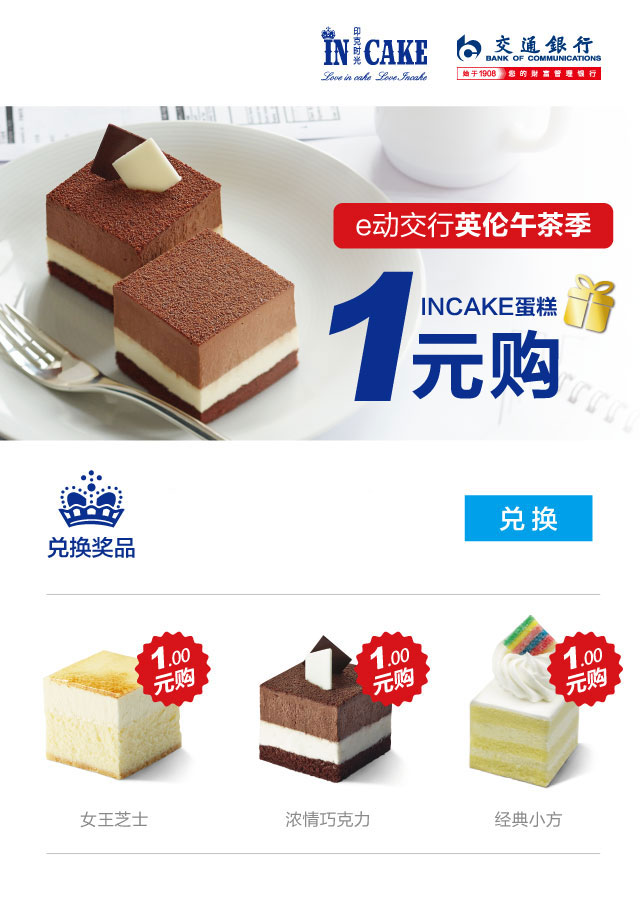 印克时光
INCAKE
Love in cake Love Incake
交通銀行
BANK OF COMMUNICATIONS
始于1908 您的财富管理银行
e动交行英伦午茶季
1元购
INCAKE蛋糕
兑换奖品
兑换
1.00
元购
1.00
元购
1.00
元购
女王芝士
浓情巧克力
经典小方